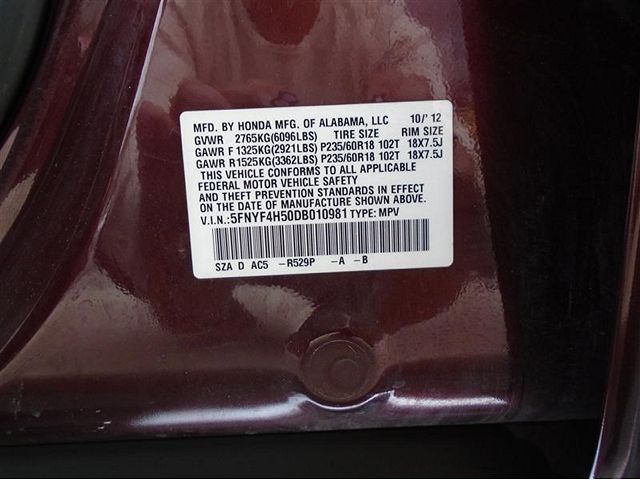 MFD. BY HONDA MFG. OF ALABAMA, LLC 10/'12
GVWR 2765KG(6096LBS) TIRE SIZE RIM SIZE
GAWR F 1325KG(2921LBS) P235/60R18 102T 18X7.5J
GAWR R1525KG(3362LBS) P235/60R18 102T 18X7.5J
THIS VEHICLE CONFORMS TO ALL APPLICABLE
FEDERAL MOTOR VEHICLE SAFETY
AND THEFT PREVENTION STANDARDS IN EFFECT
ON THE DATE OF MANUFACTURE SHOWN ABOVE.
V.I.N.:5FNYF4H50DB010981 TYPE: MPV
SZA D AC5 -R529P -A -B